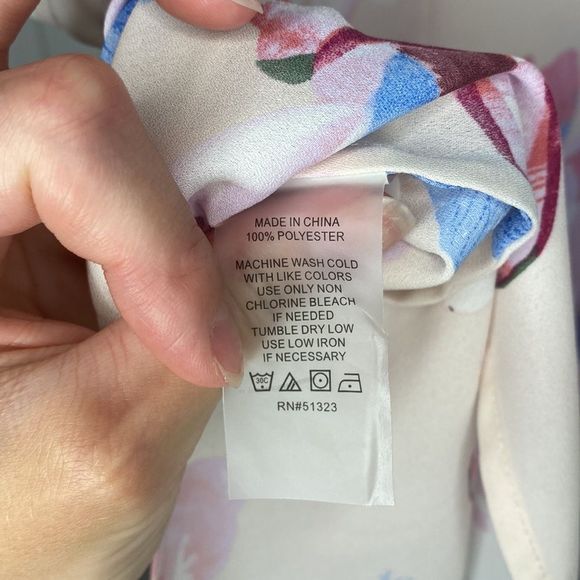 MADE IN CHINA
100% POLYESTER
MACHINE WASH COLD
WITH LIKE COLORS
USE ONLY NON
CHLORINE BLEACH
IF NEEDED
TUMBLE DRY LOW
USE LOW IRON
IF NECESSARY
30C
RN#51323